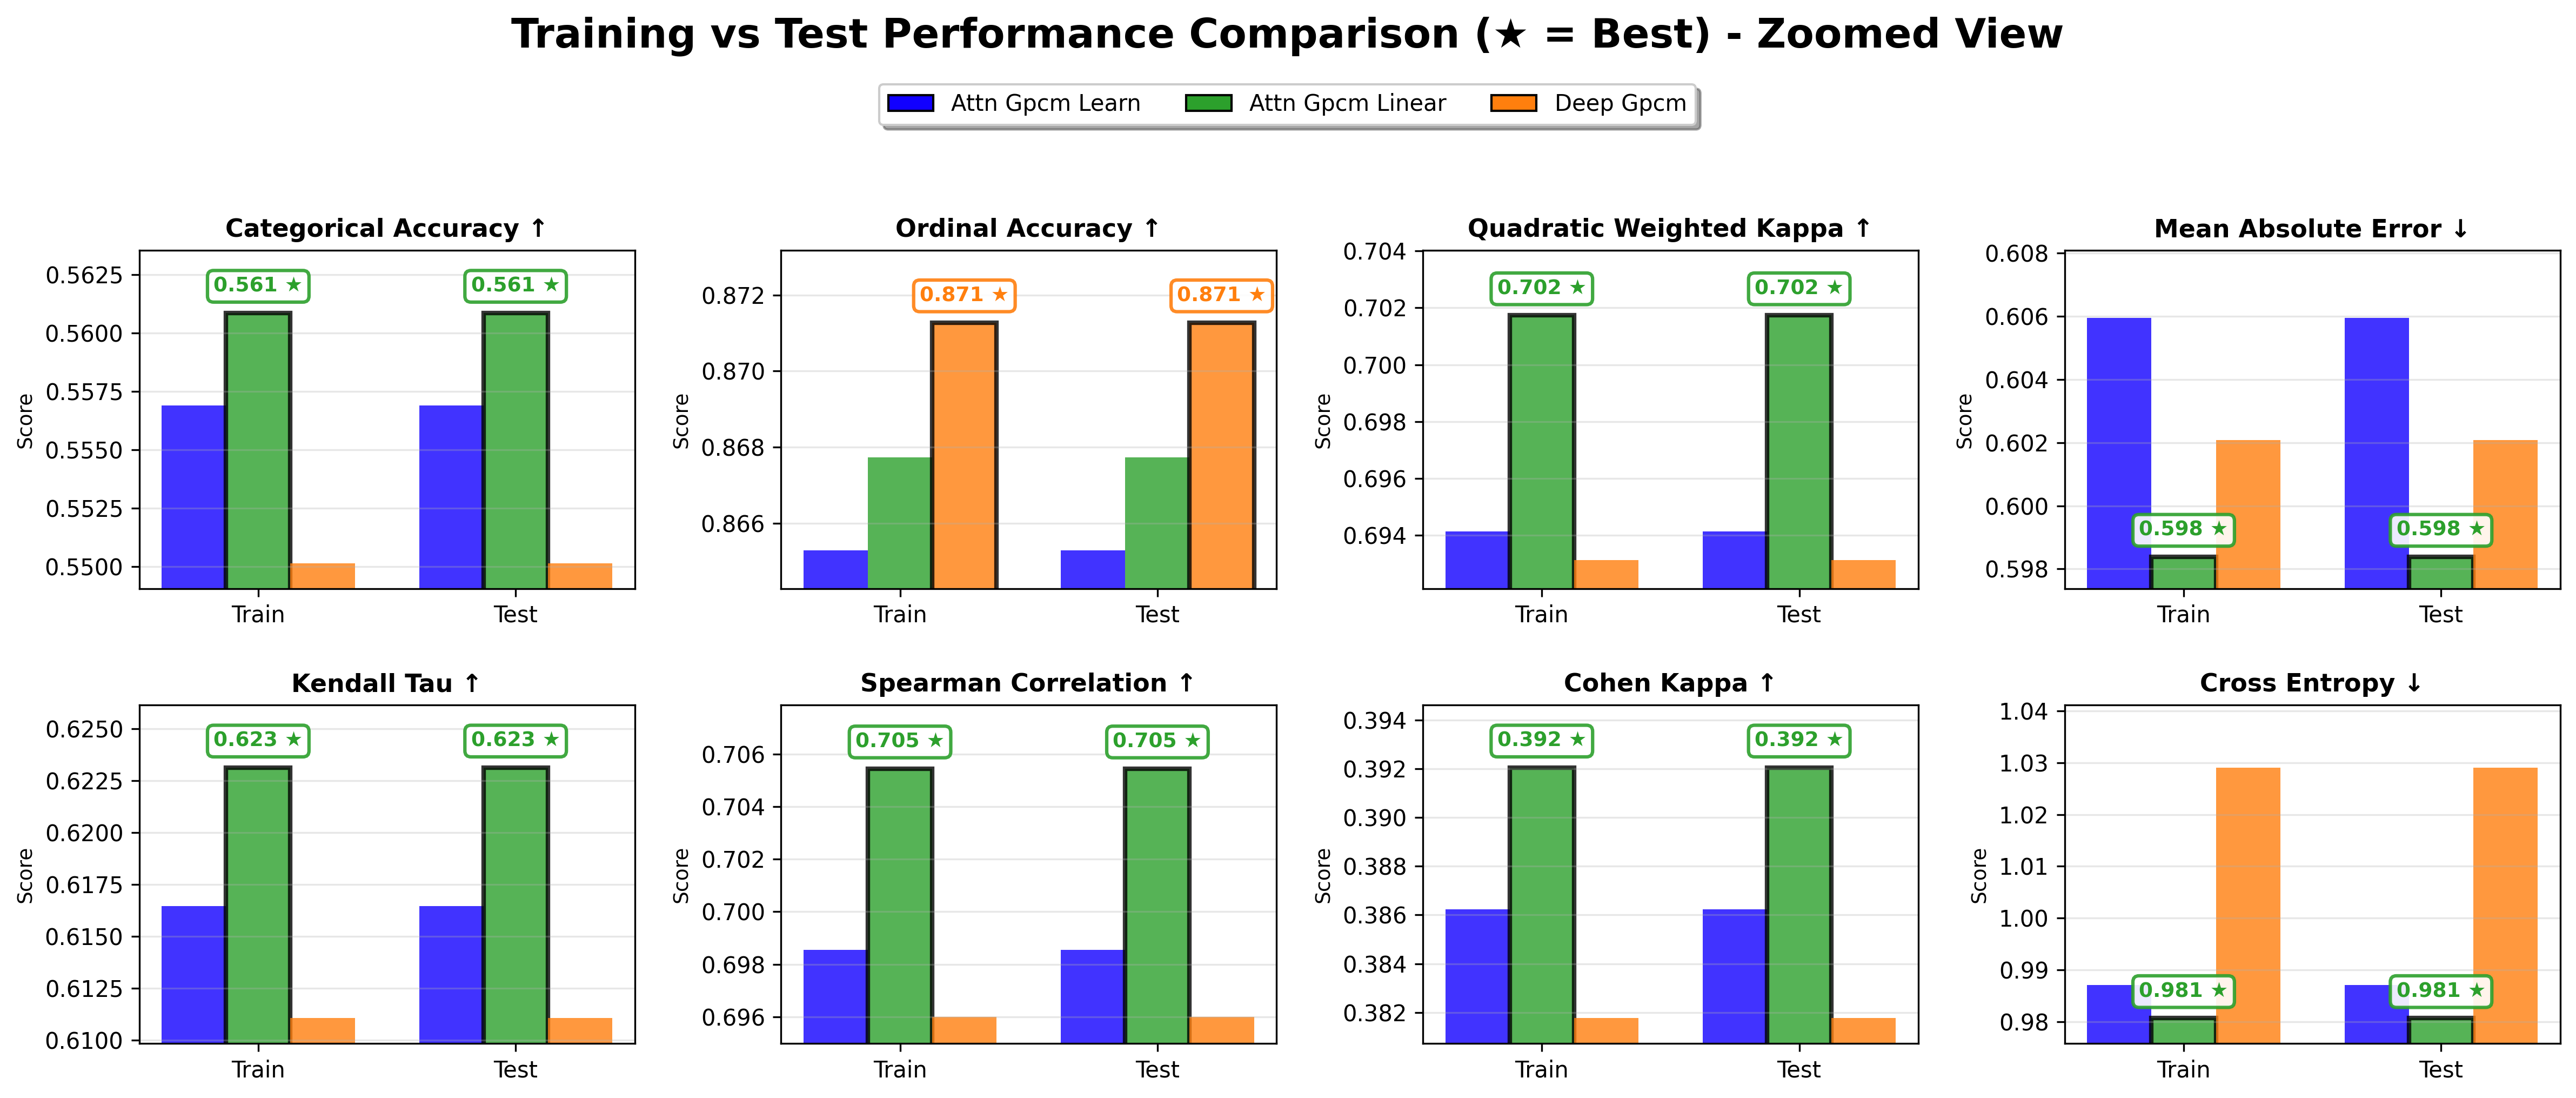 Training vs Test Performance Comparison (★ = Best) - Zoomed View
Attn Gpcm Learn
Attn Gpcm Linear
Deep Gpcm
Categorical Accuracy ↑
0.5625
0.5600
0.5575
0.5550
0.5525
0.5500
Score
0.561 ★
0.561 ★
Train
Test
Ordinal Accuracy ↑
0.872
0.870
0.868
0.866
Score
0.871 ★
0.871 ★
Train
Test
Quadratic Weighted Kappa ↑
0.704
0.702
0.700
0.698
0.696
0.694
Score
0.702 ★
0.702 ★
Train
Test
Mean Absolute Error ↓
0.608
0.606
0.604
0.602
0.600
0.598
Score
0.598 ★
0.598 ★
Train
Test
Kendall Tau ↑
0.6250
0.6225
0.6200
0.6175
0.6150
0.6125
0.6100
Score
0.623 ★
0.623 ★
Train
Test
Spearman Correlation ↑
0.706
0.704
0.702
0.700
0.698
0.696
Score
0.705 ★
0.705 ★
Train
Test
Cohen Kappa ↑
0.394
0.392
0.390
0.388
0.386
0.384
0.382
Score
0.392 ★
0.392 ★
Train
Test
Cross Entropy ↓
1.04
1.03
1.02
1.01
1.00
0.99
0.98
Score
0.981 ★
0.981 ★
Train
Test